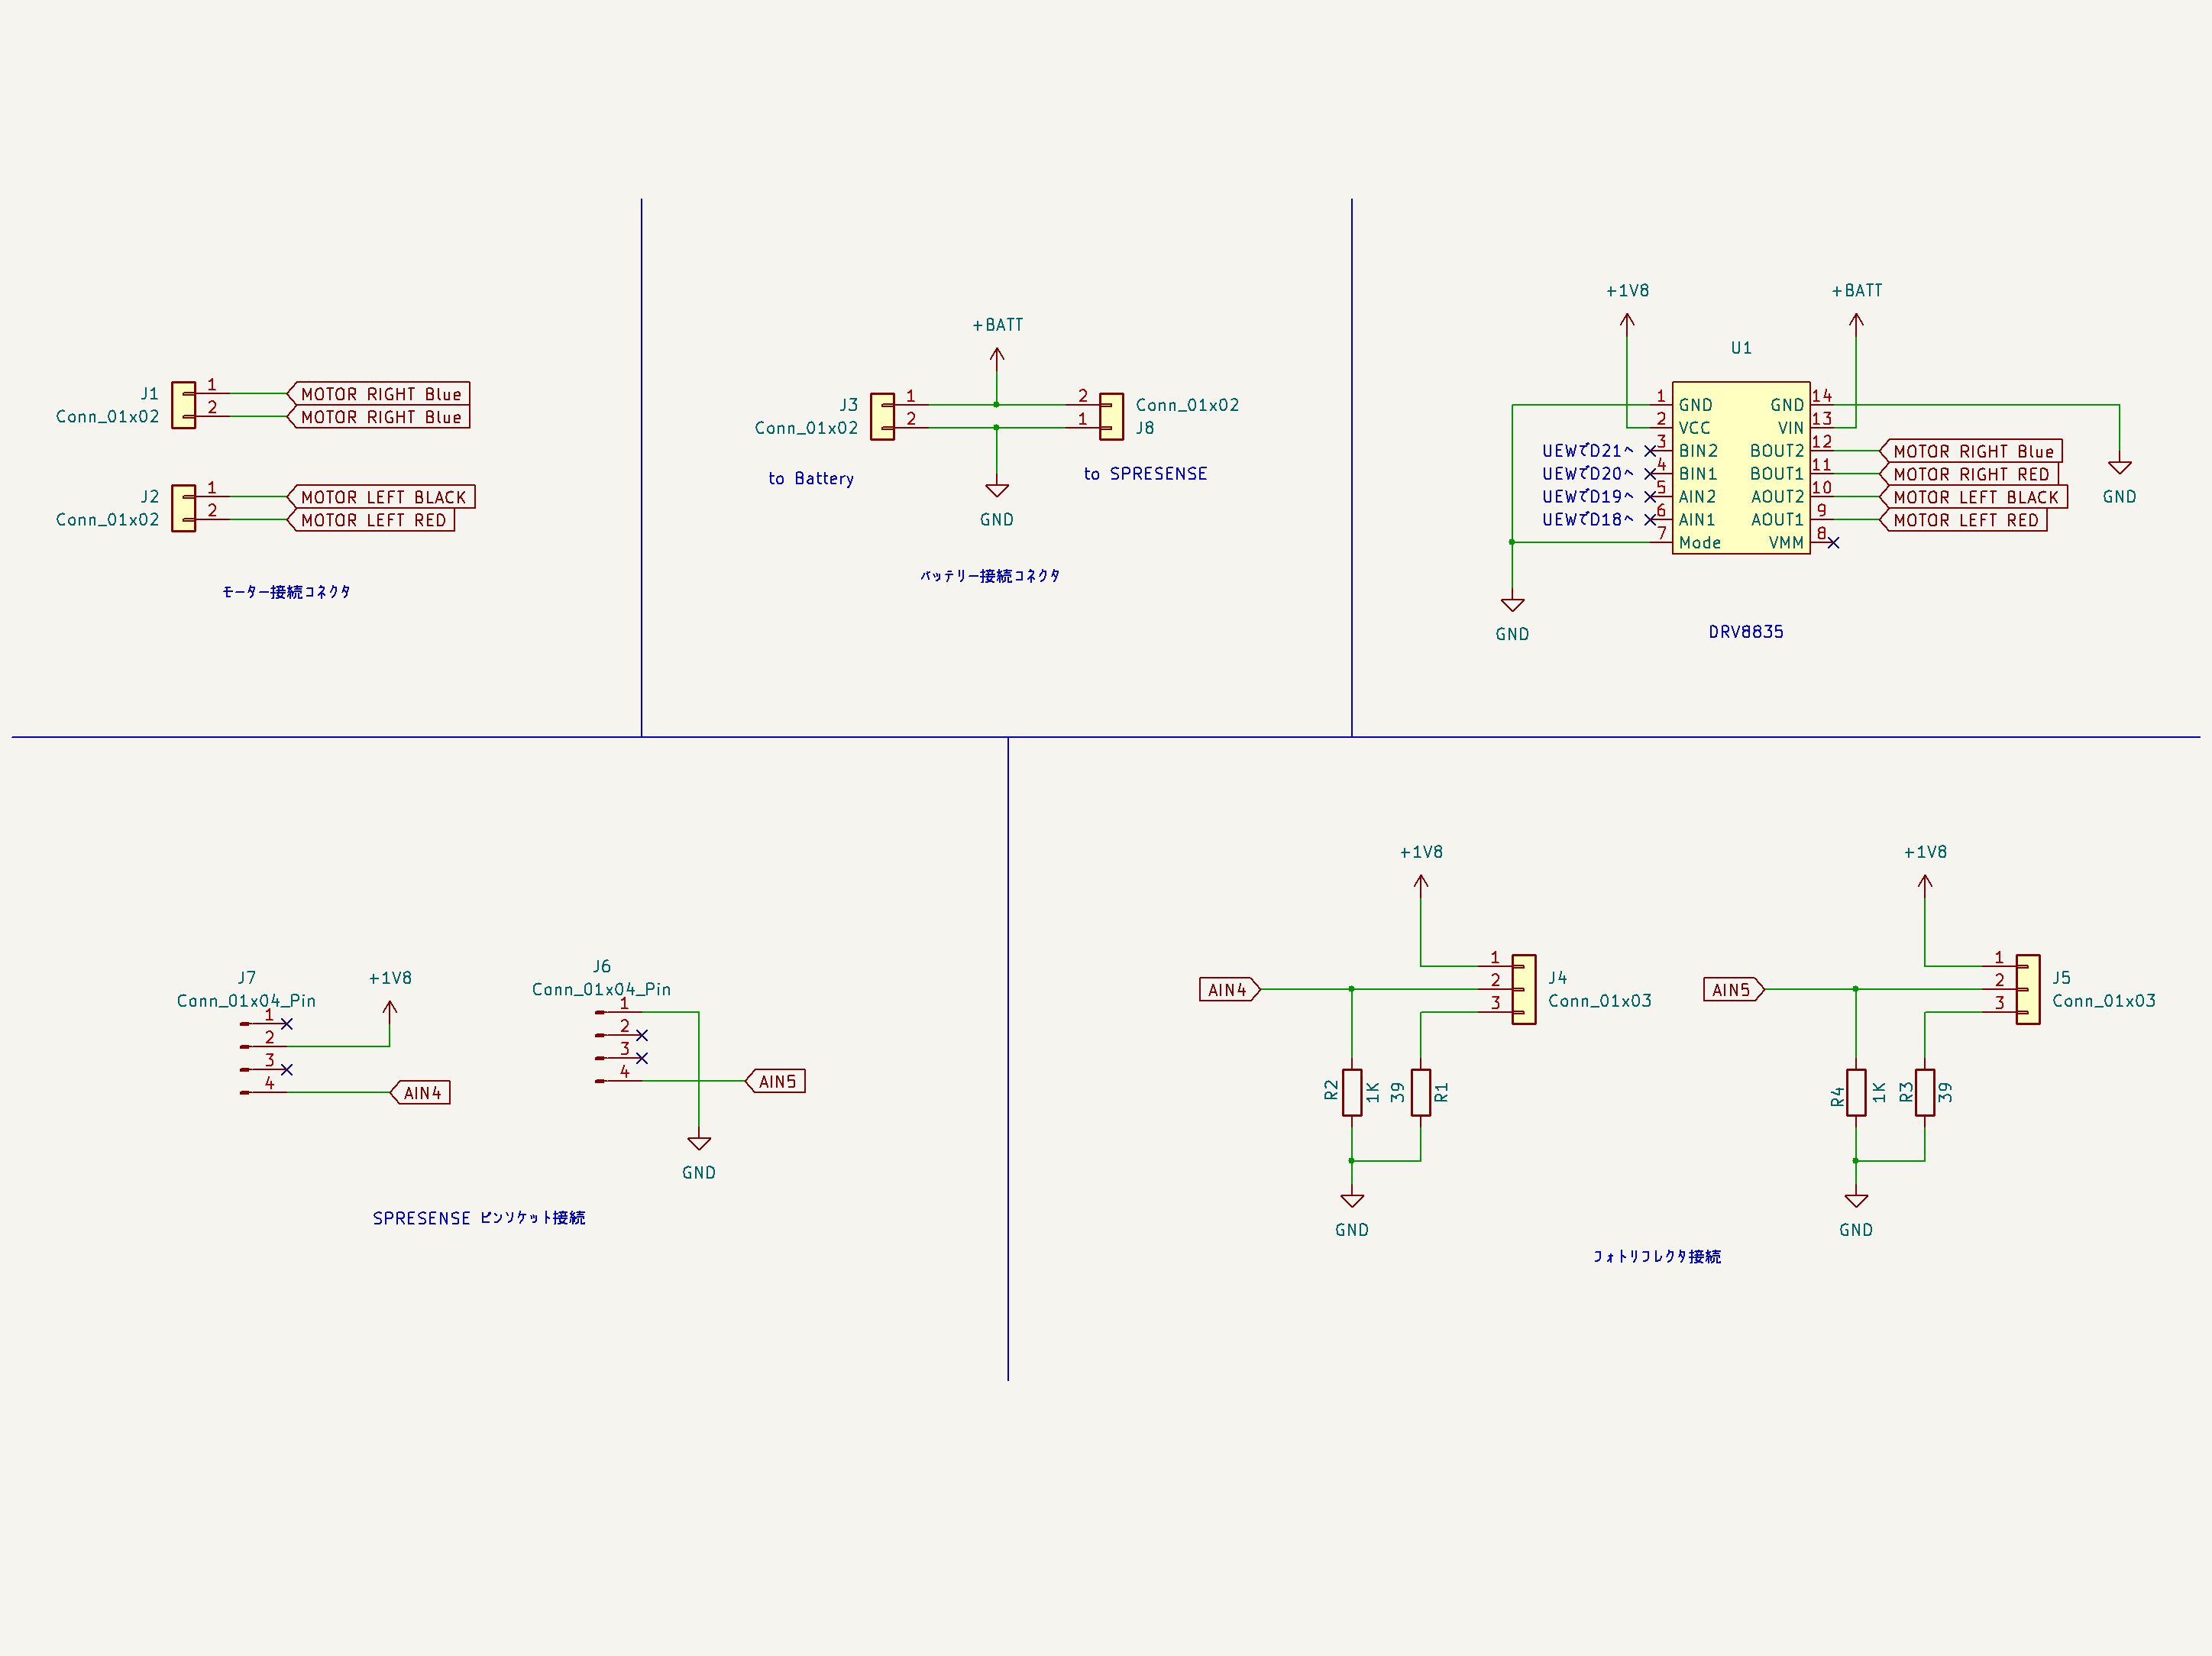 J1
Conn_01x02
1
2
MOTOR RIGHT Blue
MOTOR RIGHT Blue
J2
Conn_01x02
1
2
MOTOR LEFT BLACK
MOTOR LEFT RED
モーター接続コネクタ
+BATT
J3
Conn_01x02
1
2
2
1
Conn_01x02
J8
to Battery
to SPRESENSE
GND
バッテリー接続コネクタ
+1V8
+BATT
U1
1
GND
2
VCC
UEWでD21へ
3
BIN2
UEWでD20へ
4
BIN1
UEWでD19へ
5
AIN2
UEWでD18へ
6
AIN1
7
Mode
GND
14
VIN
13
BOUT2
12
MOTOR RIGHT Blue
BOUT1
11
MOTOR RIGHT RED
AOUT2
10
MOTOR LEFT BLACK
AOUT1
9
MOTOR LEFT RED
VMM
8
GND
GND
DRV8835
J7
Conn_01x04_Pin
+1V8
1
2
3
4
AIN4
J6
Conn_01x04_Pin
1
2
3
4
AIN5
GND
SPRESENSE ピンソケット接続
+1V8
AIN4
1
2
3
J4
Conn_01x03
R2
1K
39
R1
GND
+1V8
AIN5
1
2
3
J5
Conn_01x03
R4
1K
R3
39
GND
フォトリフレクタ接続